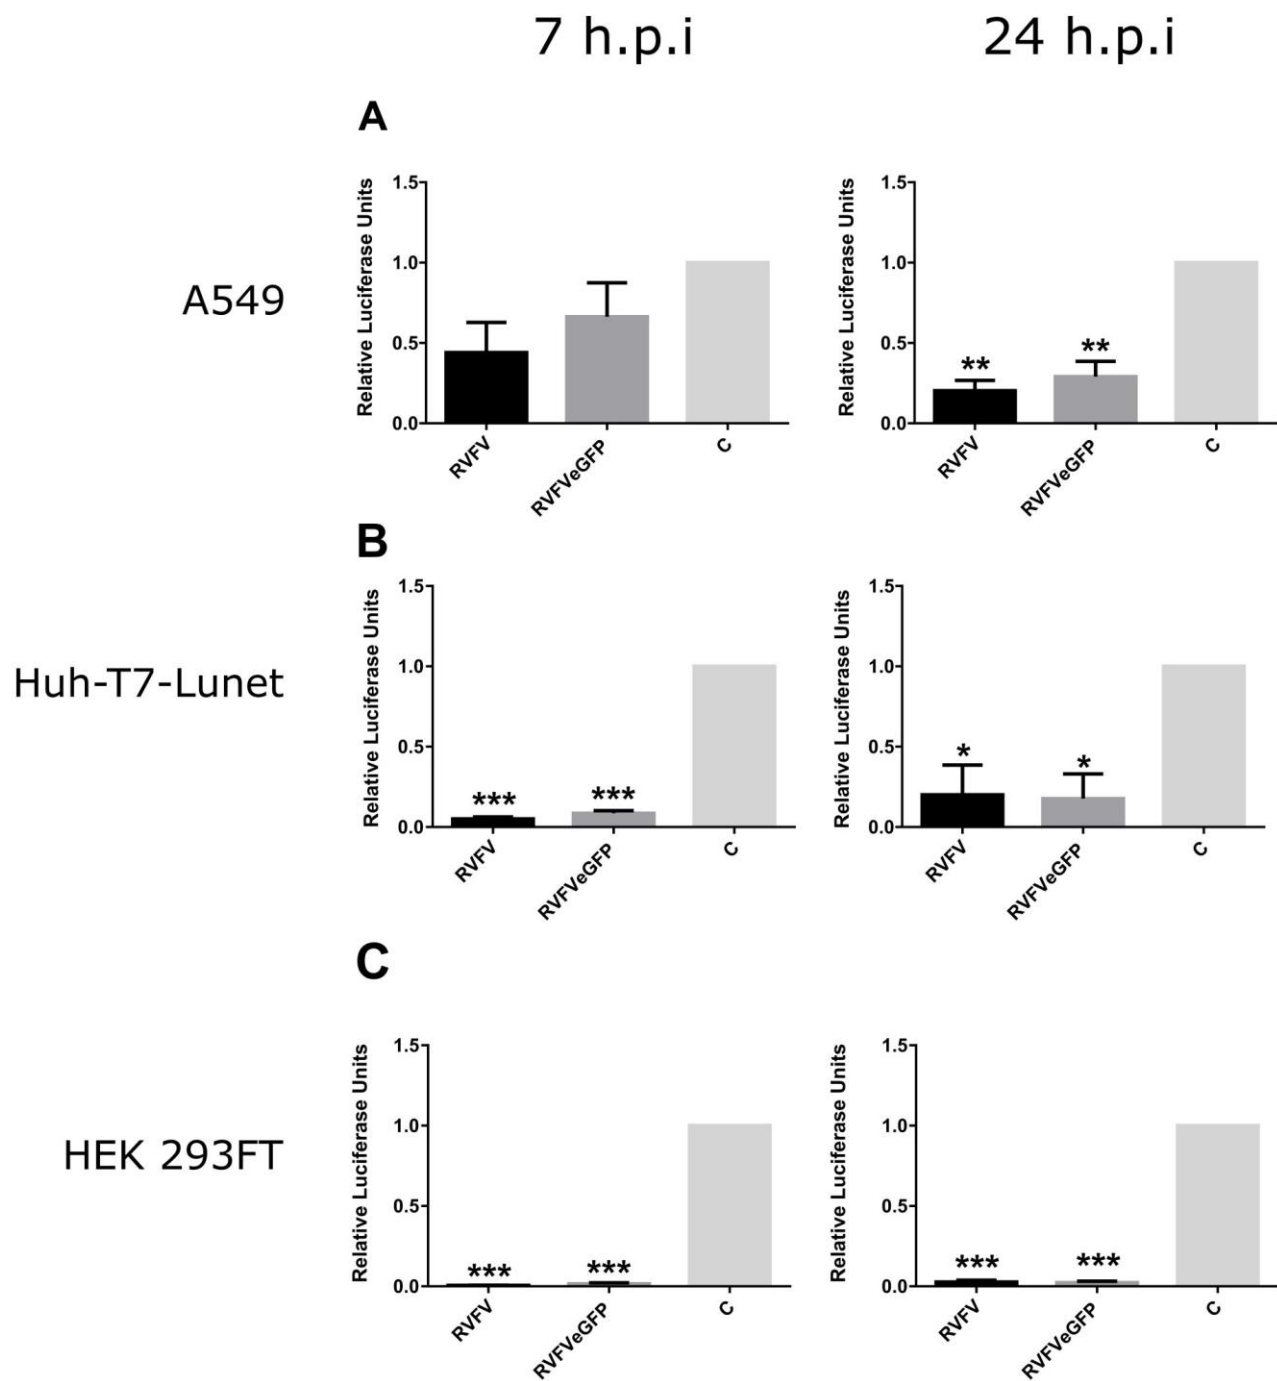 7 h.p.i
24 h.p.i
A
A549
Relative Luciferase Units
1.5
1.0
0.5
0.0
RVFV
RVFVeGFP
C
Relative Luciferase Units
1.5
1.0
0.5
0.0
**
**
RVFV
RVFVeGFP
C
B
Huh-T7-Lunet
Relative Luciferase Units
1.5
1.0
0.5
0.0
***
***
RVFV
RVFVeGFP
C
Relative Luciferase Units
1.5
1.0
0.5
0.0
*
*
RVFV
RVFVeGFP
C
C
HEK 293FT
Relative Luciferase Units
1.5
1.0
0.5
0.0
***
***
RVFV
RVFVeGFP
C
Relative Luciferase Units
1.5
1.0
0.5
0.0
***
***
RVFV
RVFVeGFP
C